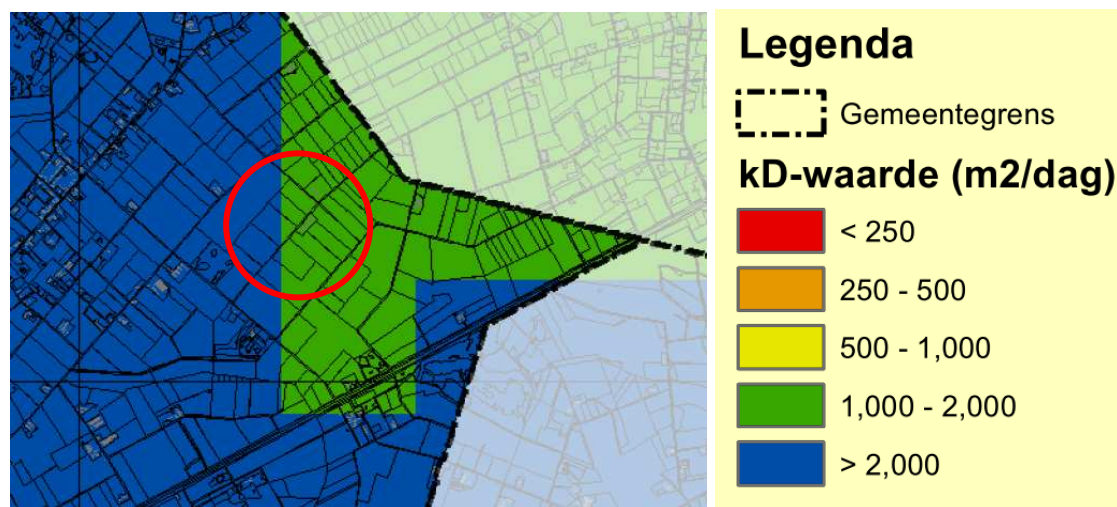 Legenda
Gemeentegrens
kD-waarde (m2/dag)
< 250
250 - 500
500 - 1,000
1,000 - 2,000
> 2,000